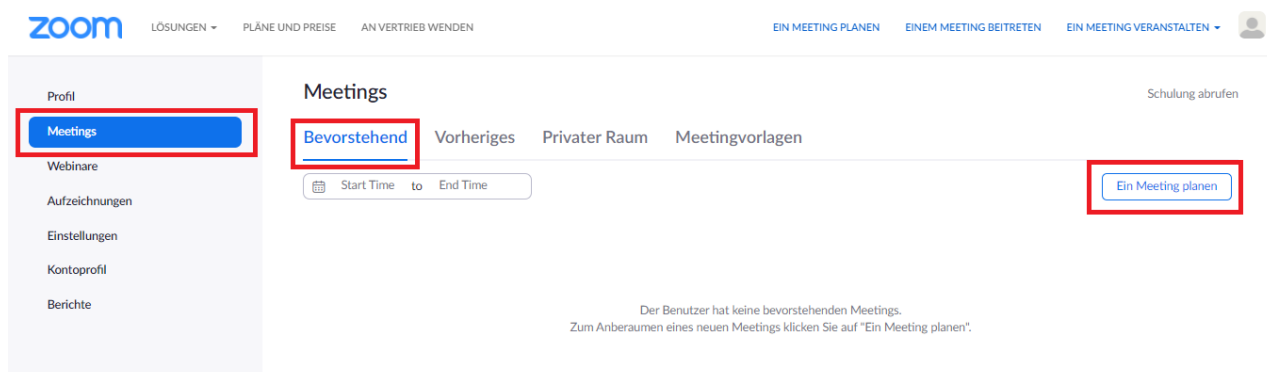 zoom LÖSUNGEN PLÄNE UND PREISE AN VERTRIEB WENDEN EIN MEETING PLANEN EINEM MEETING BEITRETEN EIN MEETING VERANSTALTEN
Profil
Meetings
Webinare
Aufzeichnungen
Einstellungen
Kontoprofil
Berichte
Meetings
Schulung abrufen
Bevorstehend Vorheriges Privater Raum Meetingvorlagen
Start Time to End Time
Ein Meeting planen
Der Benutzer hat keine bevorstehenden Meetings.
Zum Anberaumen eines neuen Meetings klicken Sie auf "Ein Meeting planen".